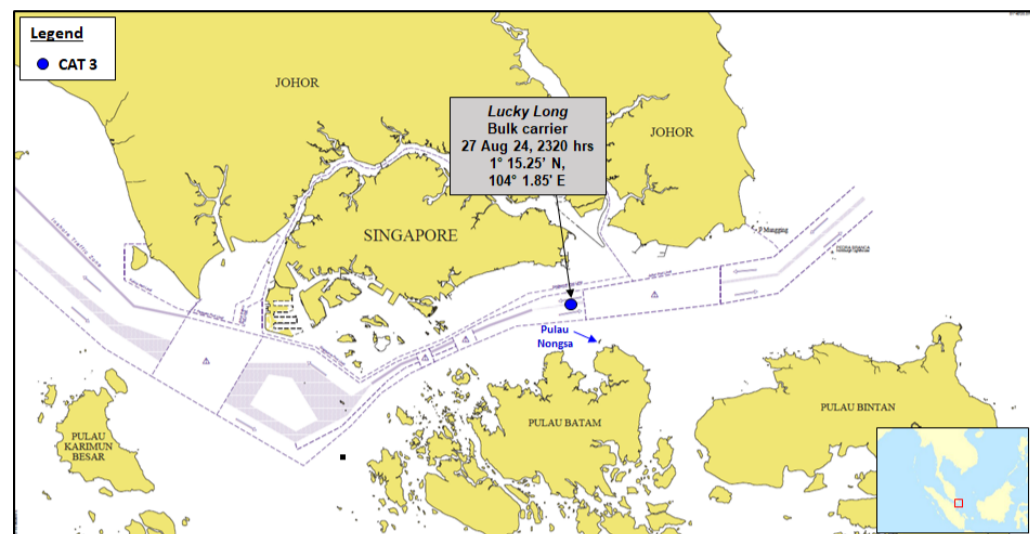 Legend
CAT 3
JOHOR
Lucky Long
Bulk carrier
27 Aug 24, 2320 hrs
1° 15.25' N,
104° 1.85' E
JOHOR
SINGAPORE
Pulau
Nongsa
PULAU
KARIMUN
BESAR
PULAU BATAM
PULAU BINTAN